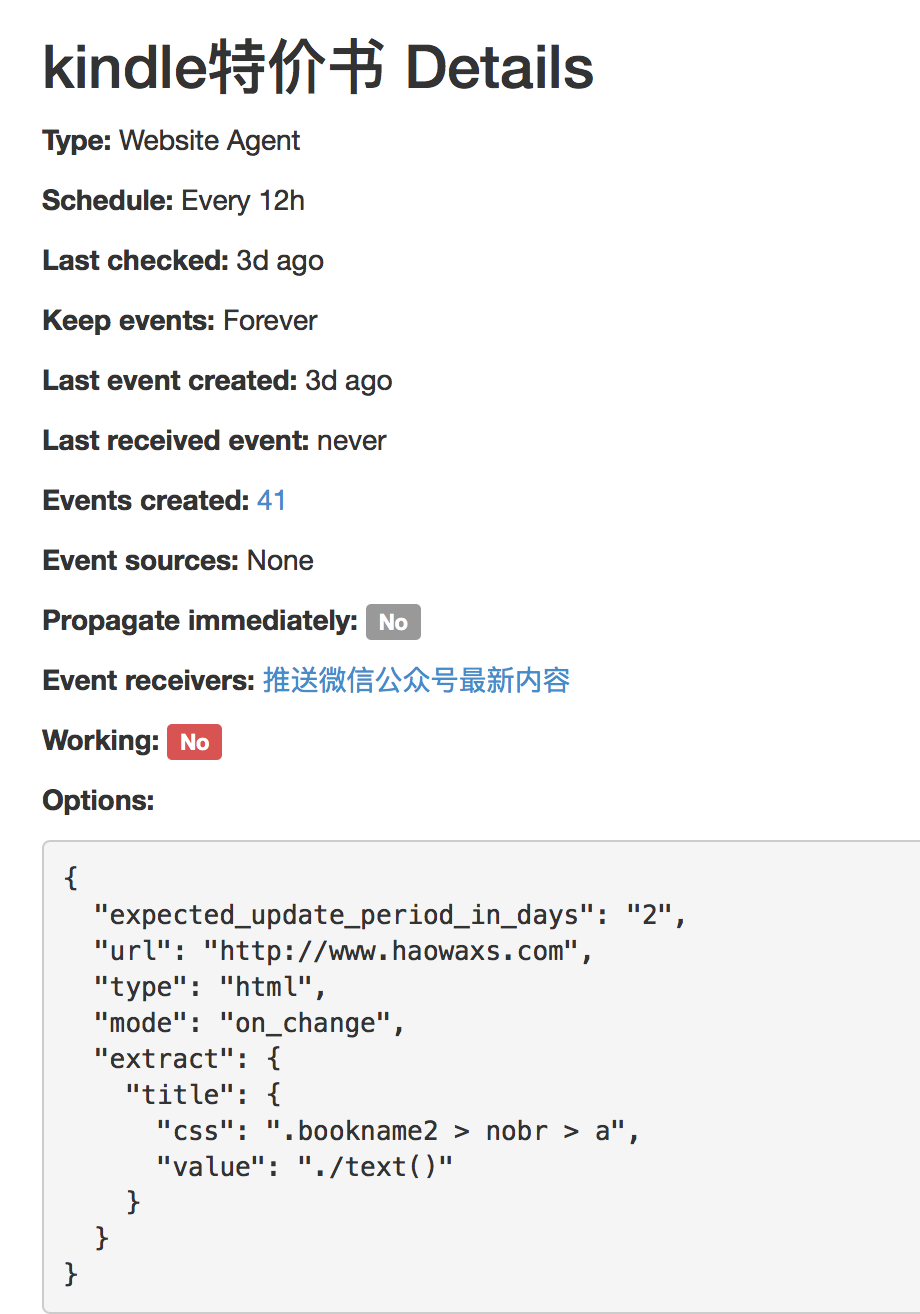 kindle特价书 Details
Type: Website Agent
Schedule: Every 12h
Last checked: 3d ago
Keep events: Forever
Last event created: 3d ago
Last received event: never
Events created: 41
Event sources: None
Propagate immediately: No
Event receivers: 推送微信公众号最新内容
Working: No
Options:
{
  "expected_update_period_in_days": "2",
  "url": "http://www.haowaxs.com",
  "type": "html",
  "mode": "on_change",
  "extract": {
    "title": {
      "css": ".bookname2 > nobr > a",
      "value": "./text()"
    }
  }
}